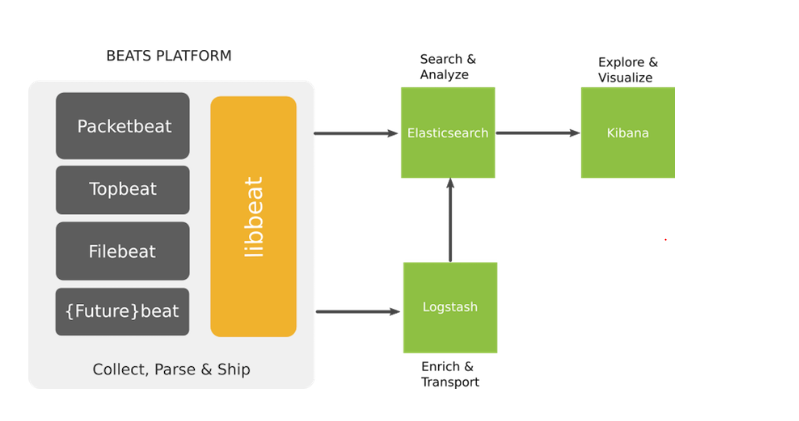 BEATS PLATFORM
Packetbeat
Topbeat
Filebeat
{Future}beat
libbeat
Collect, Parse & Ship
Search &
Analyze
Elasticsearch
Explore &
Visualize
Kibana
Logstash
Enrich &
Transport